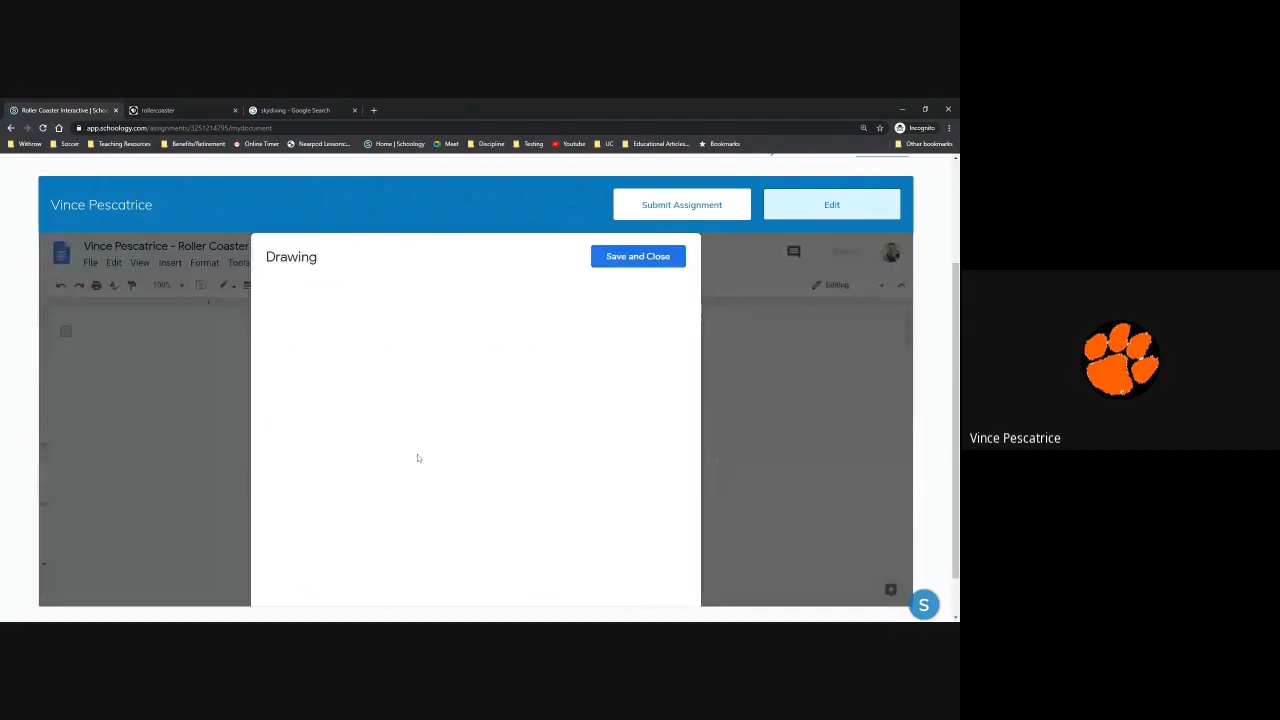 Roller Coaster Interactive | Schoo
rollercoaster
skydiving - Google Search
app.schoology.com/assignments/3251214795/mydocument
Incognito
Withrow
Soccer
Teaching Resources
Benefits/Retirement
Online Timer
Nearpod Lessons:...
Home | Schoology
Meet
Discipline
Testing
Youtube
UC
Educational Articles...
Bookmarks
Other bookmarks
Vince Pescatrice
Submit Assignment
Edit
Vince Pescatrice - Roller Coaster
File Edit View Insert Format Tools
Drawing
Save and Close
100%
Editing
S
Vince Pescatrice